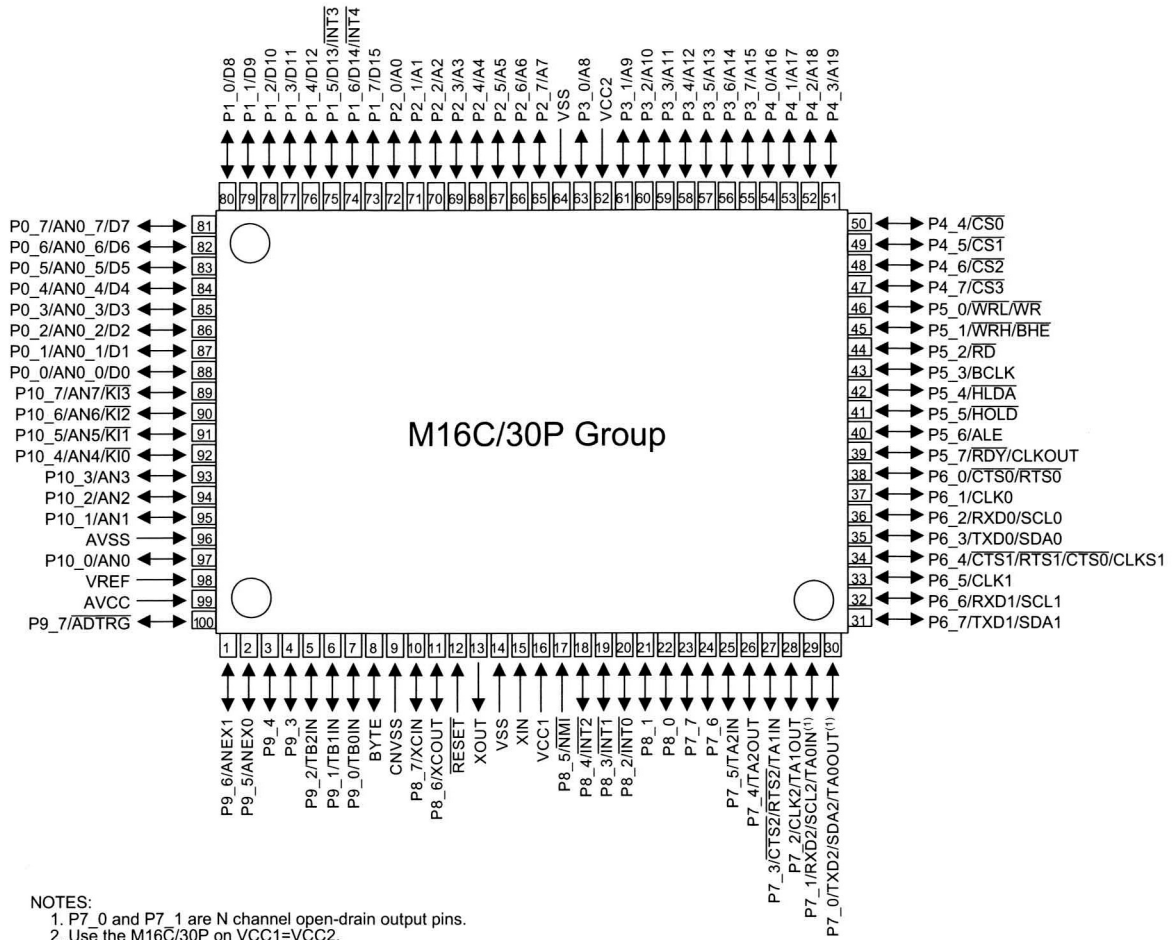 P1_0/D8
P1_1/D9
P1_2/D10
P1_3/D11
P1_4/D12
P1_5/D13/INT3
P1_6/D14/INT4
P1_7/D15
P2_0/A0
P2_1/A1
P2_2/A2
P2_3/A3
P2_4/A4
P2_5/A5
P2_6/A6
P2_7/A7
VSS
P3_0/A8
VCC2
P3_1/A9
P3_2/A10
P3_3/A11
P3_4/A12
P3_5/A13
P3_6/A14
P3_7/A15
P4_0/A16
P4_1/A17
P4_2/A18
P4_3/A19
80 79 78 77 76 75 74 73 72 71 70 69 68 67 66 65 64 63 62 61 60 59 58 57 56 55 54 53 52 51
P0_7/AN0_7/D7 81
P0_6/AN0_6/D6 82
P0_5/AN0_5/D5 83
P0_4/AN0_4/D4 84
P0_3/AN0_3/D3 85
P0_2/AN0_2/D2 86
P0_1/AN0_1/D1 87
P0_0/AN0_0/D0 88
P10_7/AN7/KI3 89
P10_6/AN6/KI2 90
P10_5/AN5/KI1 91
P10_4/AN4/KI0 92
P10_3/AN3 93
P10_2/AN2 94
P10_1/AN1 95
AVSS 96
P10_0/AN0 97
VREF 98
AVCC 99
P9_7/ADTRG 100
M16C/30P Group
50 P4_4/CS0
49 P4_5/CS1
48 P4_6/CS2
47 P4_7/CS3
46 P5_0/WRL/WR
45 P5_1/WRH/BHE
44 P5_2/RD
43 P5_3/BCLK
42 P5_4/HLDA
41 P5_5/HOLD
40 P5_6/ALE
39 P5_7/RDY/CLKOUT
38 P6_0/CTS0/RTS0
37 P6_1/CLK0
36 P6_2/RXD0/SCL0
35 P6_3/TXD0/SDA0
34 P6_4/CTS1/RTS1/CTS0/CLKS1
33 P6_5/CLK1
32 P6_6/RXD1/SCL1
31 P6_7/TXD1/SDA1
1 2 3 4 5 6 7 8 9 10 11 12 13 14 15 16 17 18 19 20 21 22 23 24 25 26 27 28 29 30
P9_6/ANEX1
P9_5/ANEX0
P9_4
P9_3
P9_2/TB2IN
P9_1/TB1IN
P9_0/TB0IN
BYTE
CNVSS
P8_7/XCIN
P8_6/XCOUT
RESET
XOUT
VSS
XIN
VCC1
P8_5/NMI
P8_4/INT2
P8_3/INT1
P8_2/INT0
P8_1
P8_0
P7_7
P7_6
P7_5/TA2IN
P7_4/TA2OUT
P7_3/CTS2/RTS2/TA1IN
P7_2/CLK2/TA1OUT
P7_1/RXD2/SCL2/TA0IN(1)
P7_0/TXD2/SDA2/TA0OUT(1)
NOTES:
1. P7_0 and P7_1 are N channel open-drain output pins.
2. Use the M16C/30P on VCC1=VCC2.